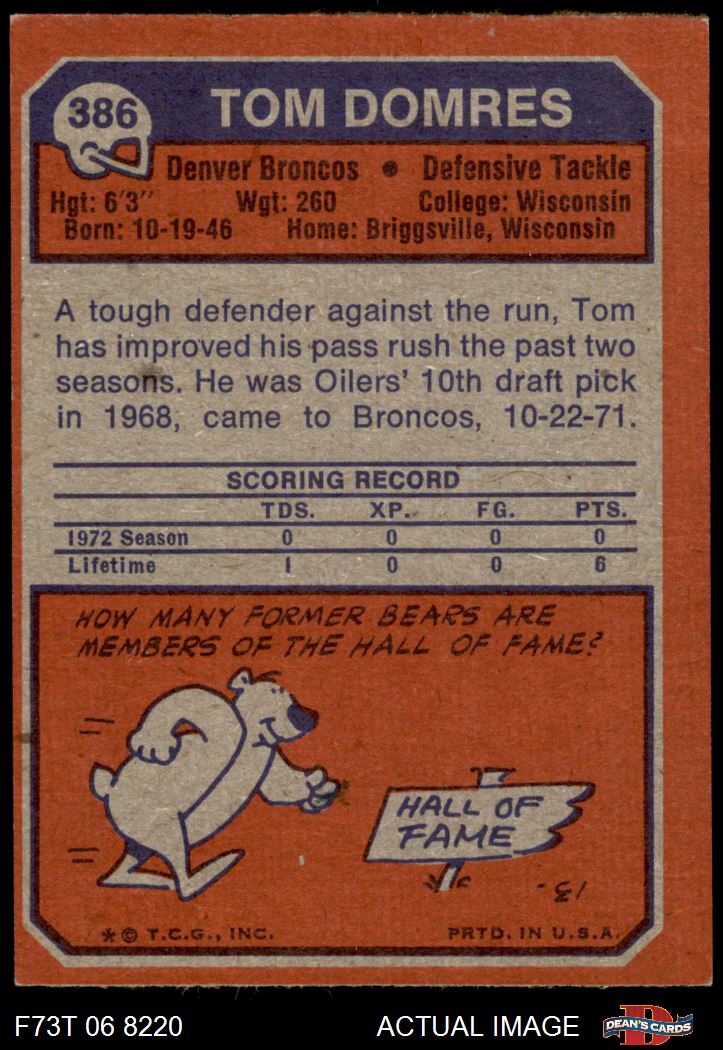 386
TOM DOMRES
Denver Broncos • Defensive Tackle
Hgt: 6'3" Wgt: 260 College: Wisconsin
Born: 10-19-46 Home: Briggsville, Wisconsin
A tough defender against the run, Tom
has improved his pass rush the past two
seasons. He was Oilers' 10th draft pick
in 1968, came to Broncos, 10-22-71.
SCORING RECORD
TDS. XP. FG. PTS.
1972 Season 0 0 0 0
Lifetime 1 0 0 6
HOW MANY FORMER BEARS ARE
MEMBERS OF THE HALL OF FAME?
HALL OF
FAME
13.
* © T.C.G., INC. PRTD. IN U.S.A.
F73T 06 8220 ACTUAL IMAGE
D
DEAN'S CARDS